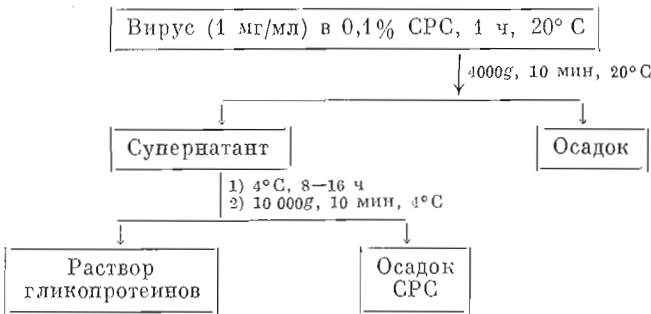 Вирус (1 мг/мл) в 0,1% СРС, 1 ч, 20° С
4000g, 10 мин, 20°С
Супернатант
Осадок
1) 4°С, 8—16 ч
2) 10 000g, 10 мин, 4°С
Раствор
гликопротеинов
Осадок
СРС